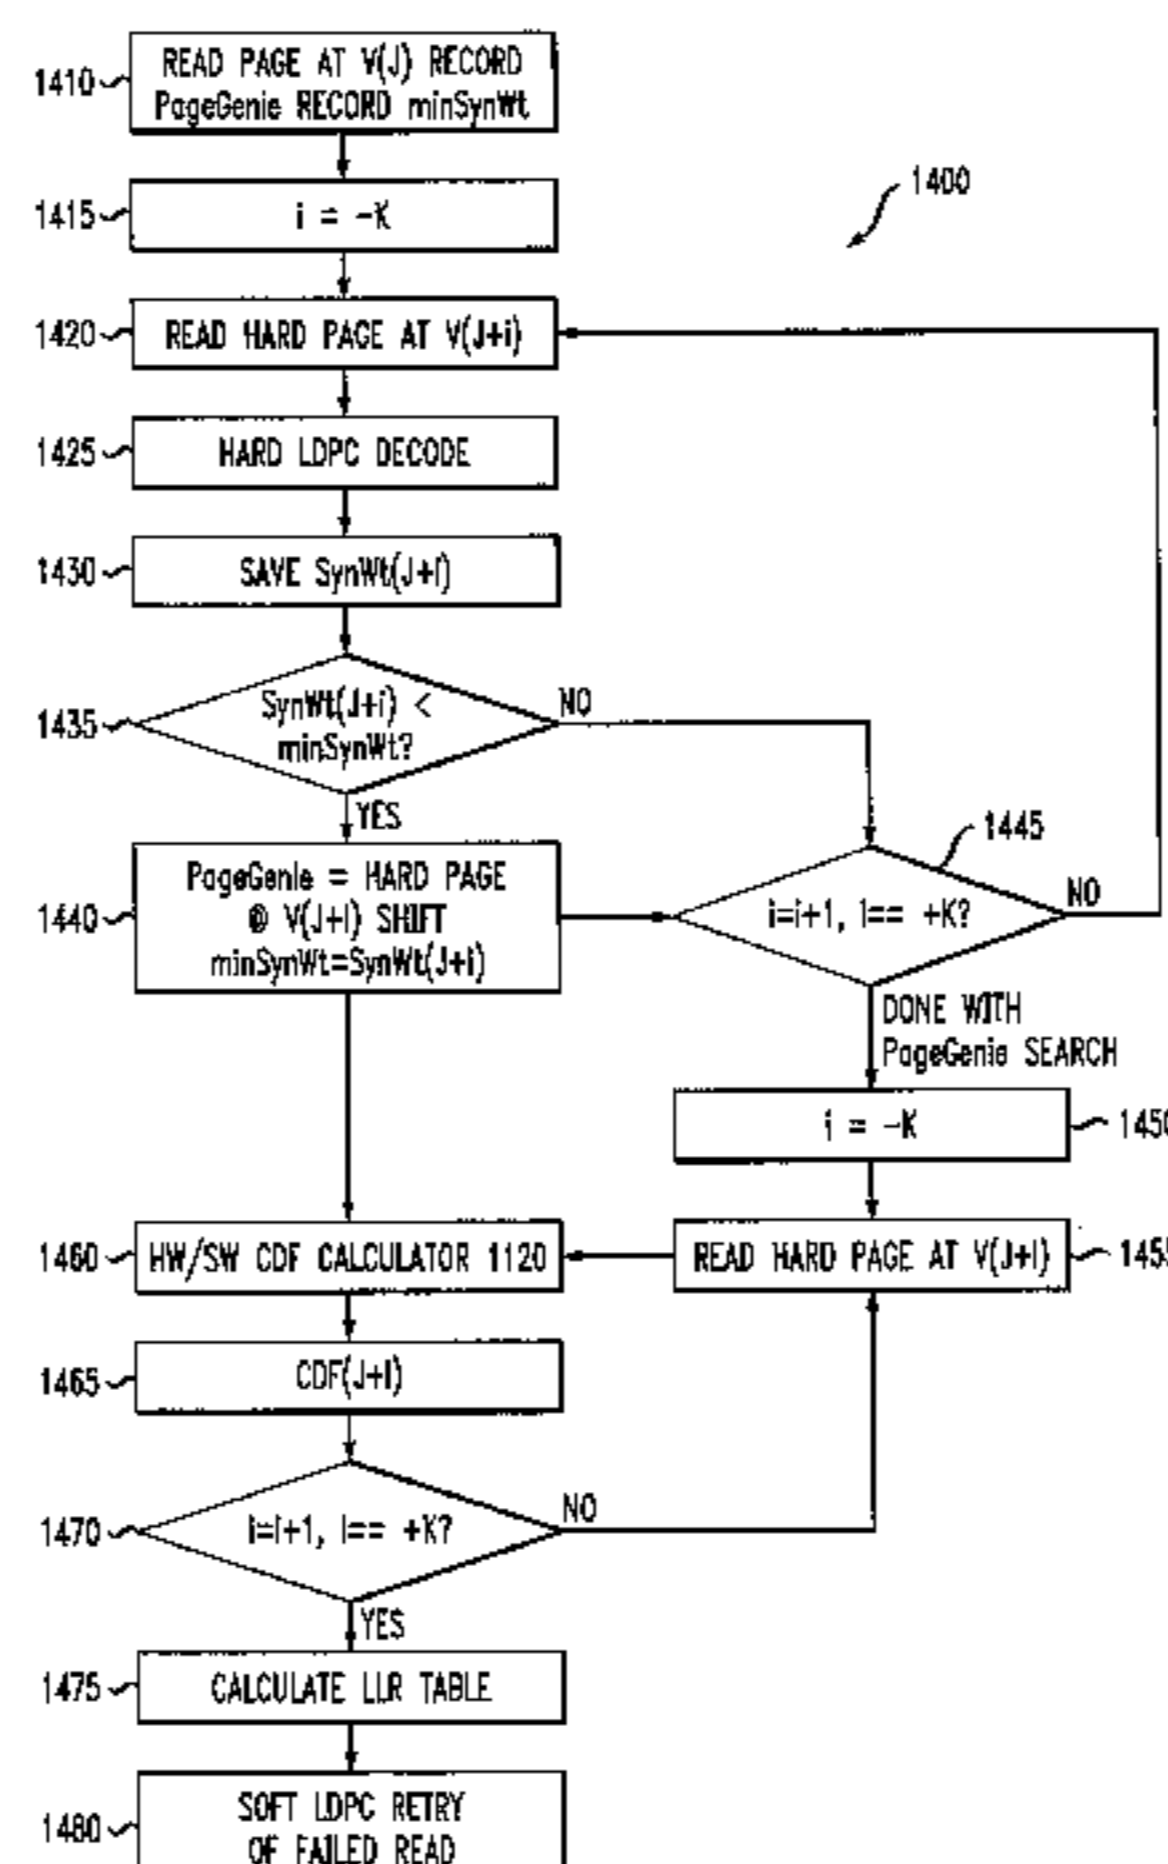 1410
READ PAGE AT V(J) RECORD
PageGenie RECORD minSynWt
1400
1415
i = -K
1420
READ HARD PAGE AT V(J+i)
1425
HARD LDPC DECODE
1430
SAVE SynWt(J+I)
1435
SynWt(J+i) <
minSynWt?
NO
YES
1440
PageGenie = HARD PAGE
@ V(J+I) SHIFT
minSynWt=SynWt(J+i)
1445
i=i+1, I== +K?
NO
DONE WITH
PageGenie SEARCH
i = -K
145
1460
HW/SW CDF CALCULATOR 1120
READ HARD PAGE AT V(J+I)
145
1465
CDF(J+I)
1470
i=i+1, I== +K?
NO
YES
1475
CALCULATE LLR TABLE
1480
SOFT LDPC RETRY
OF FAILED READ